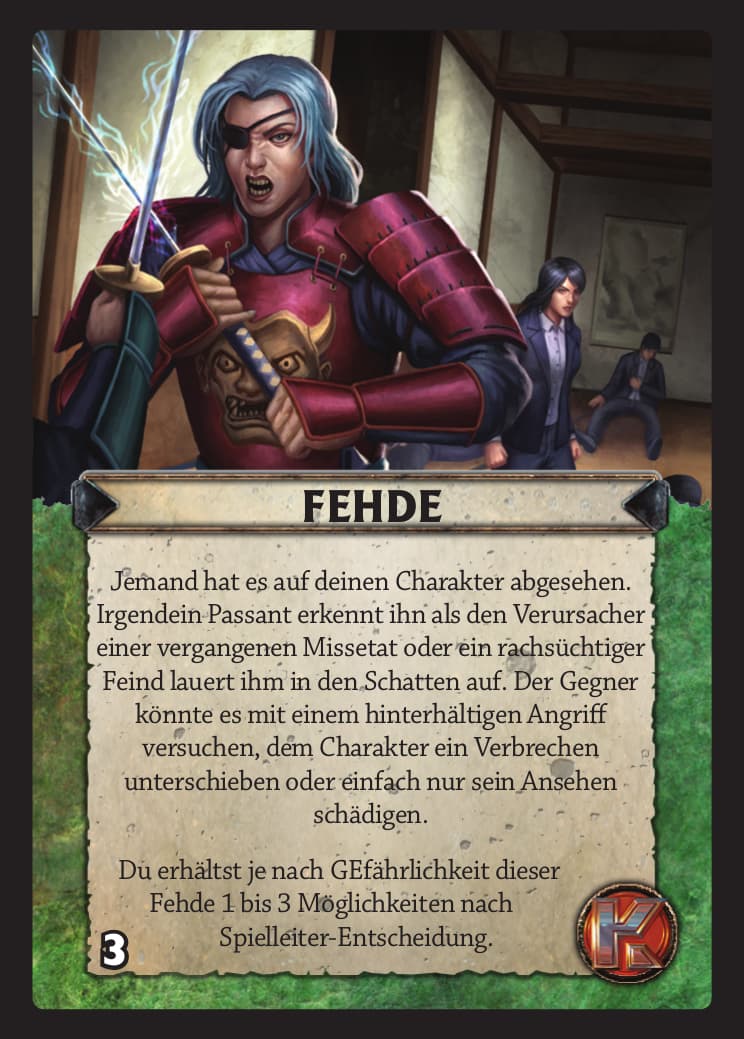 FEHDE
Jemand hat es auf deinen Charakter abgesehen.
Irgendein Passant erkennt ihn als den Verursacher
einer vergangenen Missetat oder ein rachsüchtiger
Feind lauert ihm in den Schatten auf. Der Gegner
könnte es mit einem hinterhältigen Angriff
versuchen, dem Charakter ein Verbrechen
unterschieben oder einfach nur sein Ansehen
schädigen.
Du erhältst je nach GEfährlichkeit dieser
Fehde 1 bis 3 Möglichkeiten nach
Spielleiter-Entscheidung.
3
K